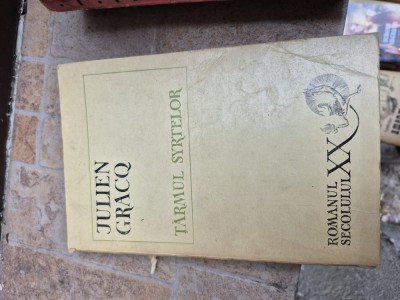 JULIEN
GRACQ
ȚĂRMUL SYRTELOR
ROMANUL
SECOLULUI XX